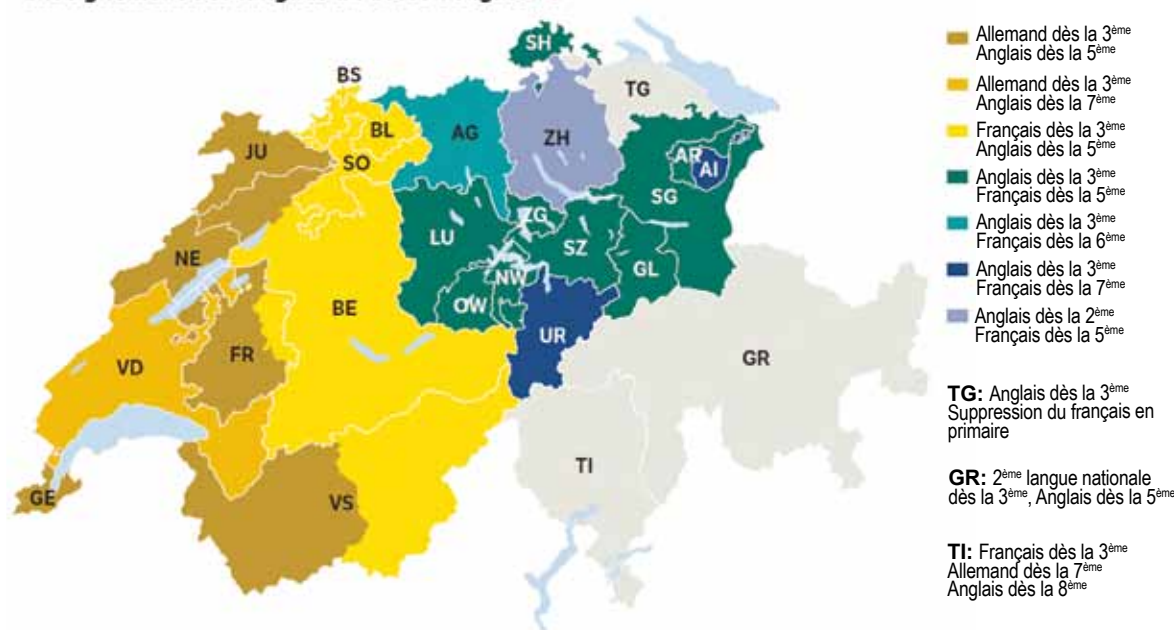 SH
BS
TG
BL
AG
ZH
JU
SO
AR
AI
SG
ZG
LU
SZ
NE
NW
GL
OW
BE
UR
FR
VD
GR
TI
GE
VS
Allemand dès la 3ème
Anglais dès la 5ème
Allemand dès la 3ème
Anglais dès la 7ème
Français dès la 3ème
Anglais dès la 5ème
Anglais dès la 3ème
Français dès la 5ème
Anglais dès la 3ème
Français dès la 6ème
Anglais dès la 3ème
Français dès la 7ème
Anglais dès la 2ème
Français dès la 5ème
TG: Anglais dès la 3ème
Suppression du français en
primaire
GR: 2ème langue nationale
dès la 3ème, Anglais dès la 5ème
TI: Français dès la 3ème
Allemand dès la 7ème
Anglais dès la 8ème